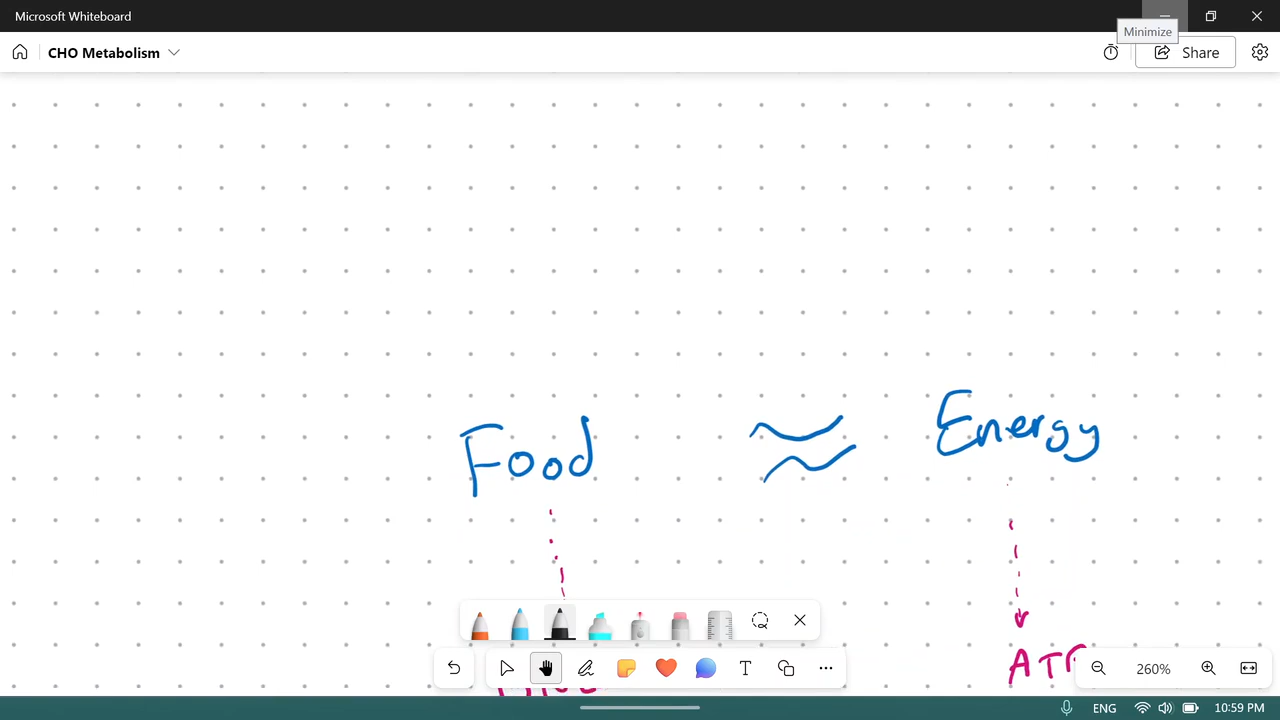 Microsoft Whiteboard
Minimize
CHO Metabolism
Share
Food ≈ Energy
ATP
260%
ENG 10:59 PM